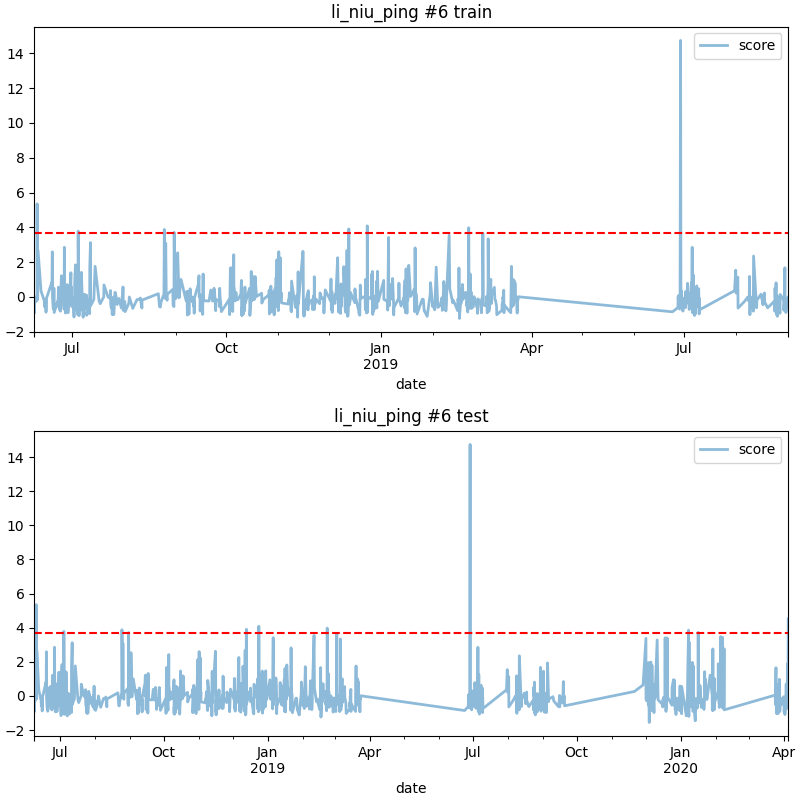 li_niu_ping #6 train
score
14
12
10
8
6
4
2
0
−2
Jul
Oct
Jan
2019
Apr
Jul
date
li_niu_ping #6 test
score
14
12
10
8
6
4
2
0
−2
Jul
Oct
Jan
2019
Apr
Jul
Oct
Jan
2020
Apr
date